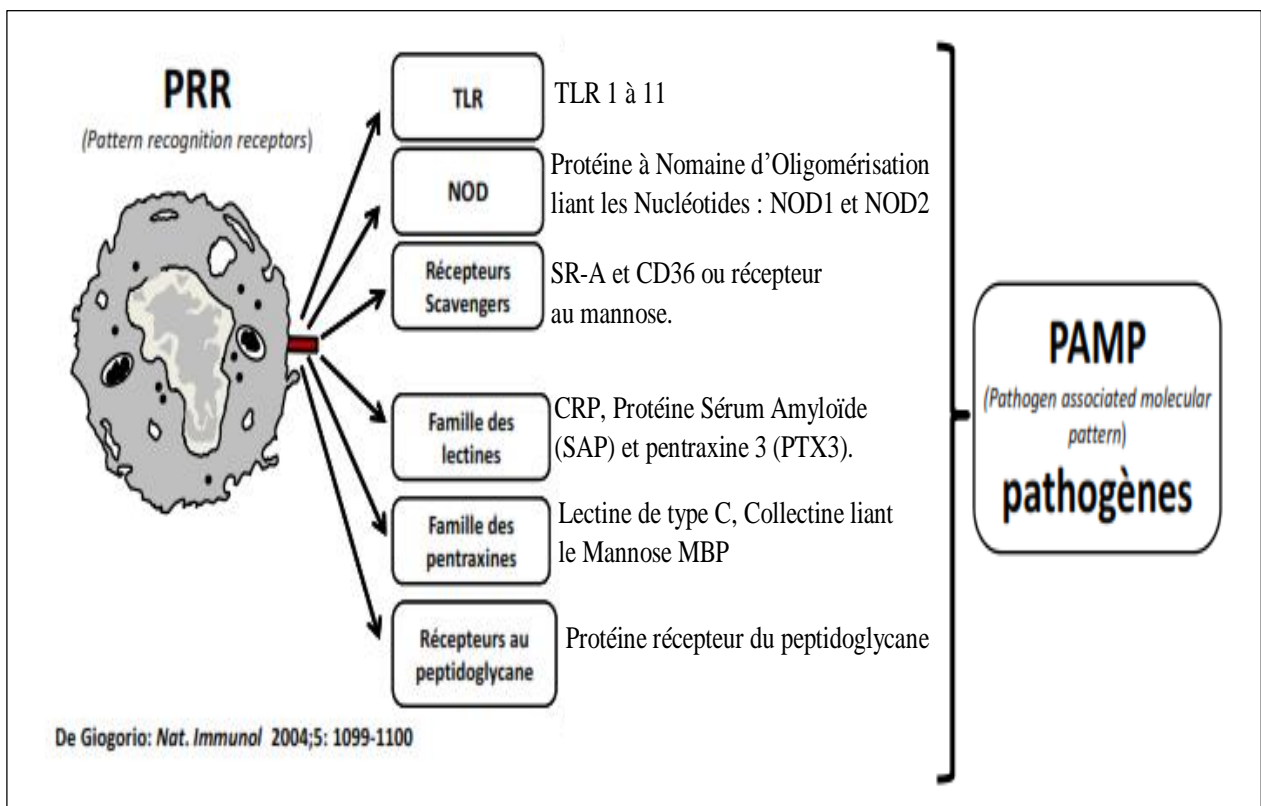 PRR
(Pattern recognition receptors)
TLR
TLR 1 à 11
NOD
Protéine à Nomaine d'Oligomérisation
liant les Nucléotides : NOD1 et NOD2
Récepteurs
Scavengers
SR-A et CD36 ou récepteur
au mannose.
Famille des
lectines
CRP, Protéine Sérum Amyloïde
(SAP) et pentraxine 3 (PTX3).
Famille des
pentraxines
Lectine de type C, Collectine liant
le Mannose MBP
Récepteurs au
peptidoglycane
Protéine récepteur du peptidoglycane
PAMP
(Pathogen associated molecular
pattern)
pathogènes
De Giogorio: Nat. Immunol 2004;5: 1099-1100